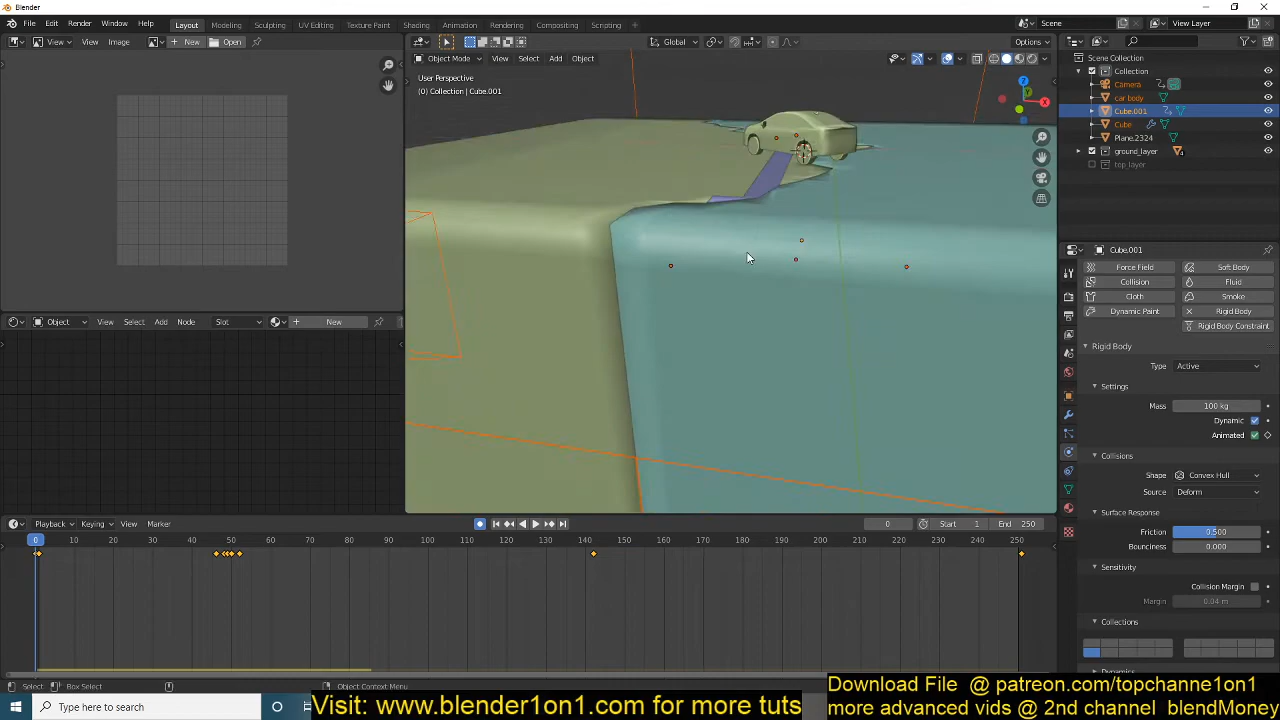 Blender
File Edit Render Window Help Layout Modeling Sculpting UV Editing Texture Paint Shading Animation Rendering Compositing Scripting Scene View Layer
View View Image New Open Global Options
Object Mode View Select Add Object
User Perspective
(0) Collection | Cube.001
Scene Collection
Collection
Camera
car body
Cube.001
Cube
Plane.2324
ground_layer
top_layer
Cube.001
Force Field Soft Body
Collision Fluid
Cloth Smoke
Dynamic Paint Rigid Body
Rigid Body Constraint
Rigid Body
Type Active
Settings
Mass 100 kg
Dynamic
Animated
Collisions
Shape Convex Hull
Source Deform
Surface Response
Friction 0.500
Bounciness 0.000
Sensitivity
Collision Margin
Margin 0.04 m
Collections
Dynamics
Object View Select Add Node Slot New
Playback Keying View Marker 0 Start 1 End 250
0 10 20 30 40 50 60 70 80 90 100 110 120 130 140 150 160 170 180 190 200 210 220 230 240 250
Select Box Select Object Context Menu
Type here to search
Visit: www.blender1on1.com for more tuts
Download File @ patreon.com/topchanne1on1
more advanced vids @ 2nd channel blendMoney